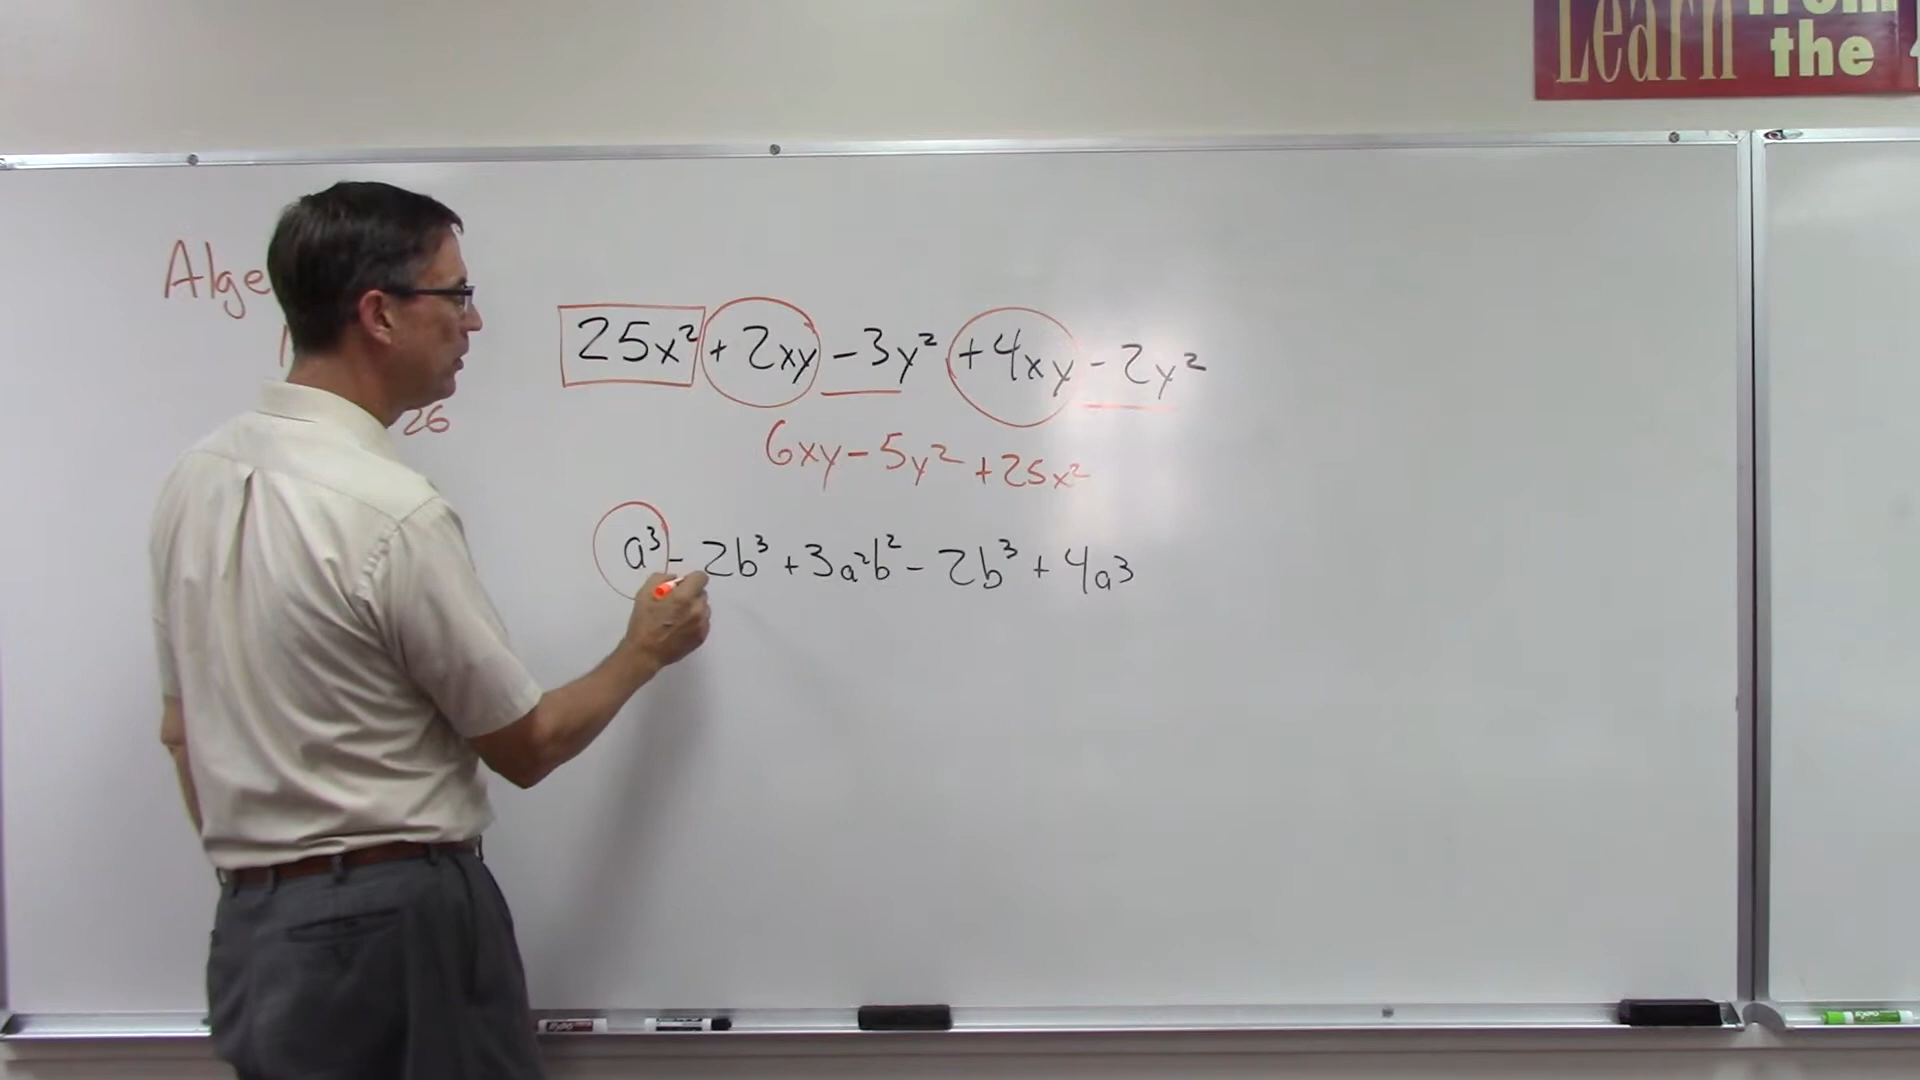 Learn from
the
Alge
26
25x² + 2xy - 3y² + 4xy - 2y²
6xy - 5y² + 25x²
a³ - 2b³ + 3a²b² - 2b³ + 4a³